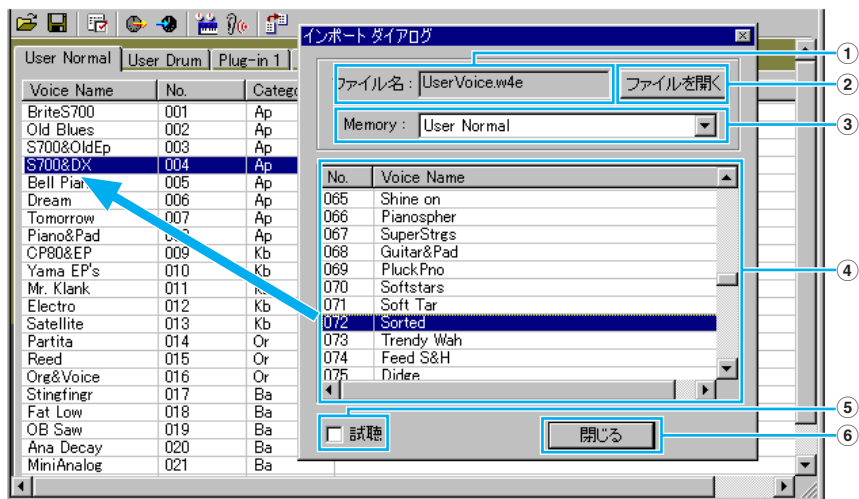 インポート ダイアログ
User Normal
User Drum
Plug-in 1
①
ファイル名 : UserVoice.w4e
ファイルを開く
②
Memory : User Normal
③
Voice Name No.
BriteS700 001 Ap
Old Blues 002 Ap
S700&OldEp 003 Ap
S700&DX 004 Ap
Bell 005 Ap
Dream 006 Ap
Tomorrow 007 Ap
Piano&Pad Ap
CP80&EP 009 Kb
Yama EP's 010 Kb
Mr. Klank 011
Electro 012 Kb
Satellite 013 Kb
Partita 014 Or
Reed 015 Or
Org&Voice 016 Or
Stingfingr 017 Ba
Fat Low 018 Ba
OB Saw 019 Ba
Ana Decay 020 Ba
MiniAnalog 021 Ba
No. Voice Name
065 Shine on
066 Pianospher
067 SuperStrgs
068 Guitar&Pad
069 PluckPno
070 Softstars
071 Soft Tar
072 Sorted
073 Trendy Wah
074 Feed S&H
075 Didge
④
試聴
⑤
閉じる
⑥